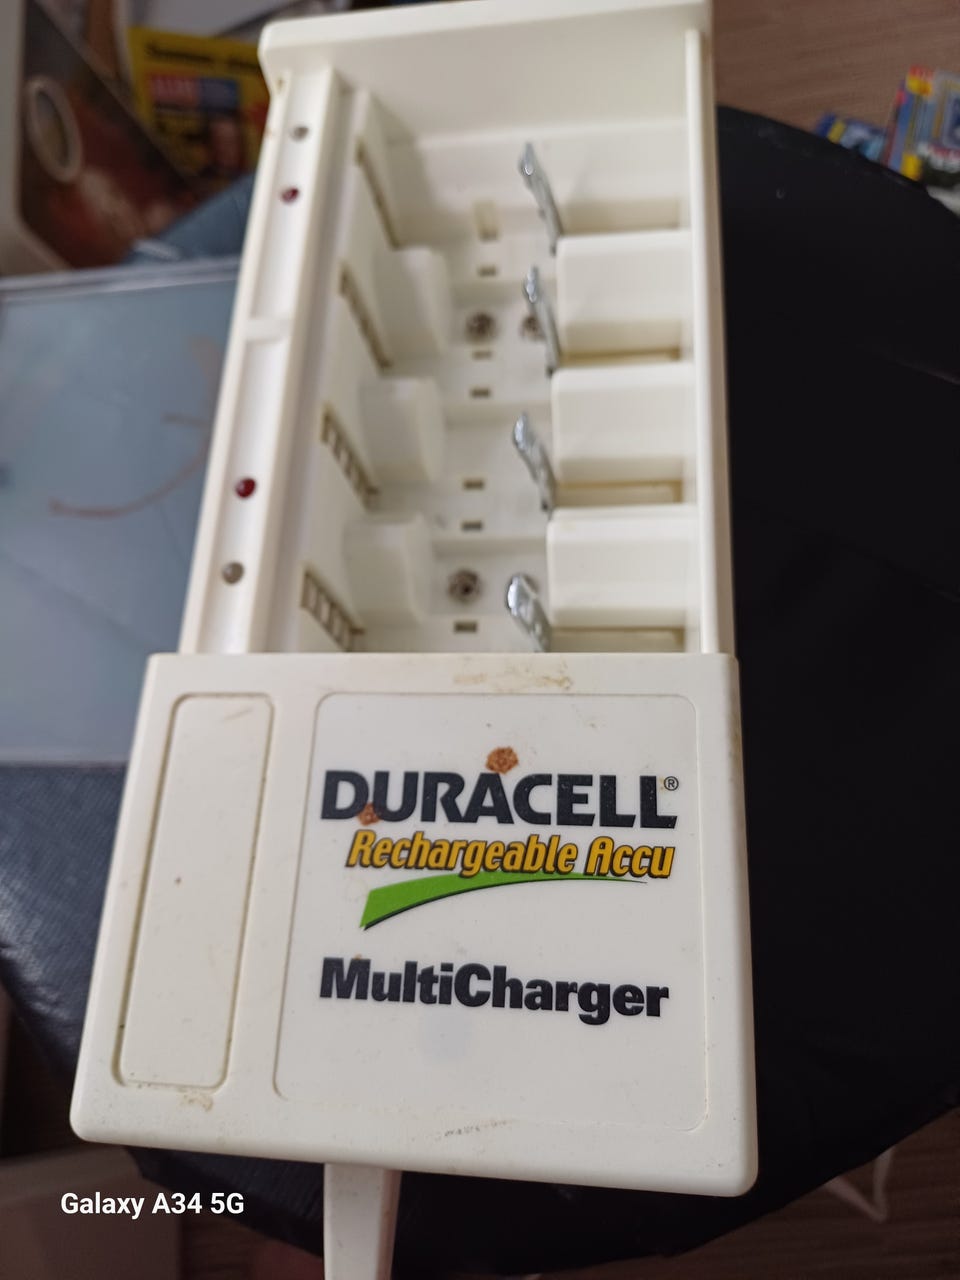 DURACELL®
Rechargeable Accu
MultiCharger
Galaxy A34 5G